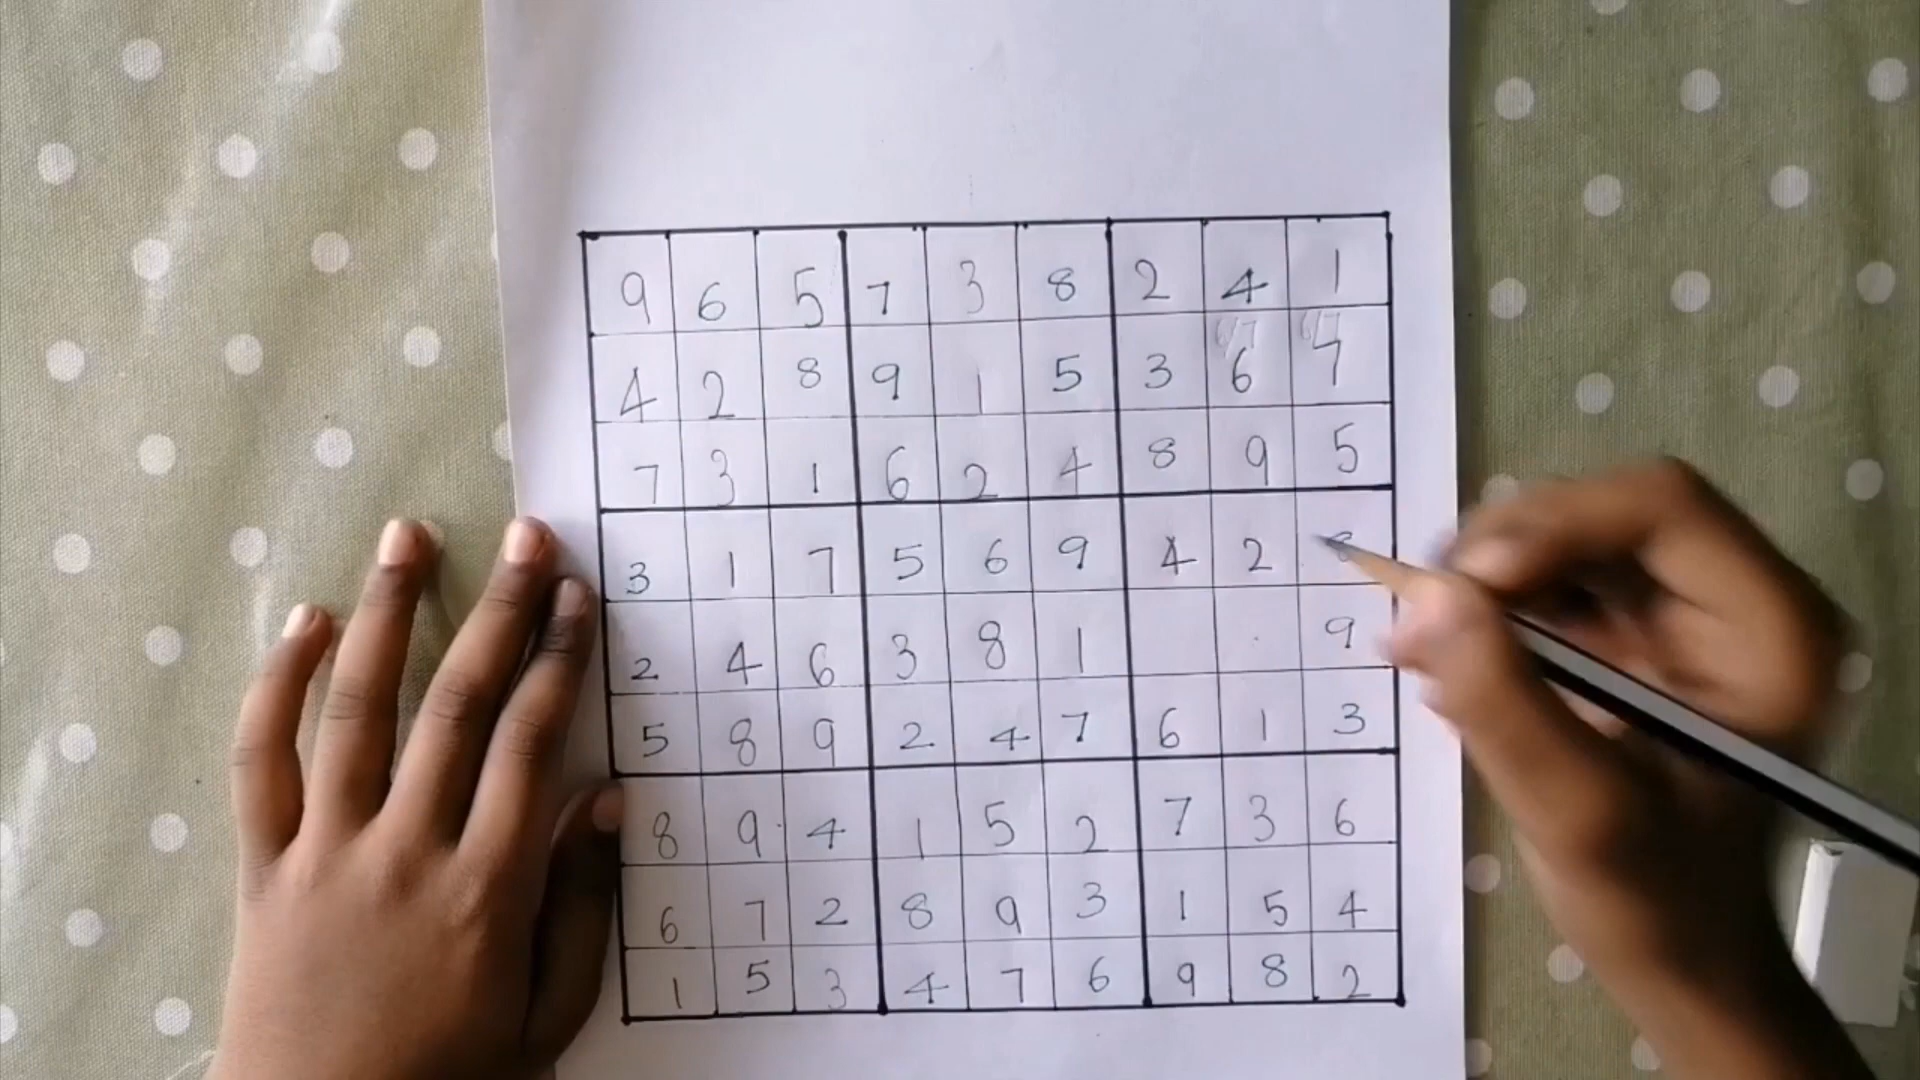 9 6 5 7 3 8 2 4 1
4 2 8 9 1 5 3 6 7
7 3 1 6 2 4 8 9 5
3 1 7 5 6 9 4 2 8
2 4 6 3 8 1 9
5 8 9 2 4 7 6 1 3
8 9 4 1 5 2 7 3 6
6 7 2 8 9 3 1 5 4
1 5 3 4 7 6 9 8 2